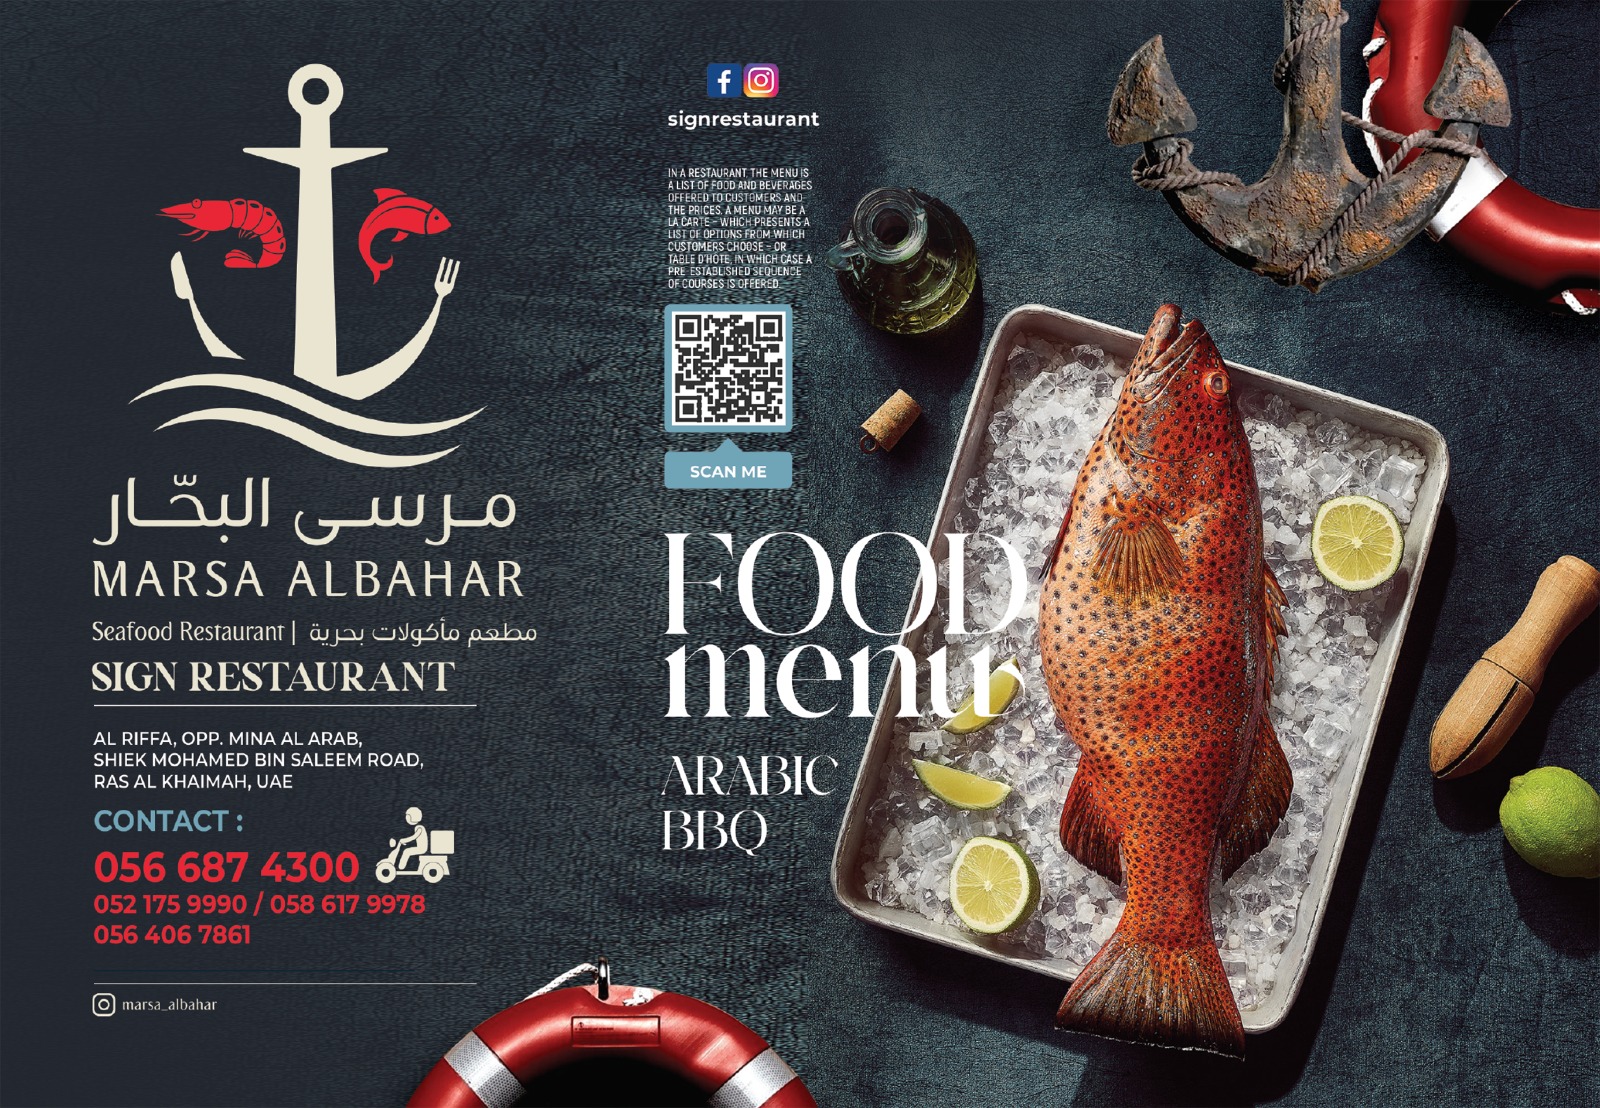 مرسى البحّار
MARSA ALBAHAR
Seafood Restaurant | مطعم مأكولات بحرية
SIGN RESTAURANT
AL RIFFA, OPP. MINA AL ARAB,
SHIEK MOHAMED BIN SALEEM ROAD,
RAS AL KHAIMAH, UAE
CONTACT :
056 687 4300
052 175 9990 / 058 617 9978
056 406 7861
marsa_albahar
signrestaurant
IN A RESTAURANT, THE MENU IS
A LIST OF FOOD AND BEVERAGES
OFFERED TO CUSTOMERS AND
THE PRICES. A MENU MAY BE A
LA CARTE – WHICH PRESENTS A
LIST OF OPTIONS FROM WHICH
CUSTOMERS CHOOSE – OR
TABLE D'HOTE, IN WHICH CASE A
PRE-ESTABLISHED SEQUENCE
OF COURSES IS OFFERED.
SCAN ME
FOOD
menu
ARABIC
BBQ